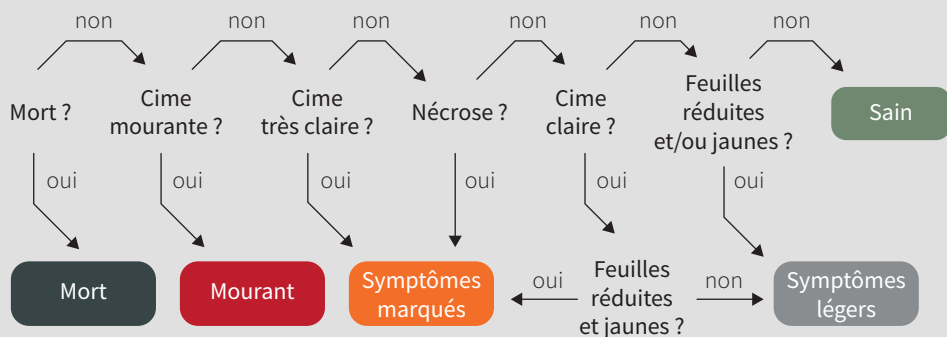 non
non
non
non
non
non
Mort ?
Cime
mourante ?
Cime
très claire ?
Nécrose ?
Cime
claire ?
Feuilles
réduites
et/ou jaunes ?
Sain
oui
oui
oui
oui
oui
oui
Mort
Mourant
Symptômes
marqués
oui
Feuilles
réduites
et jaunes ?
non
Symptômes
légers